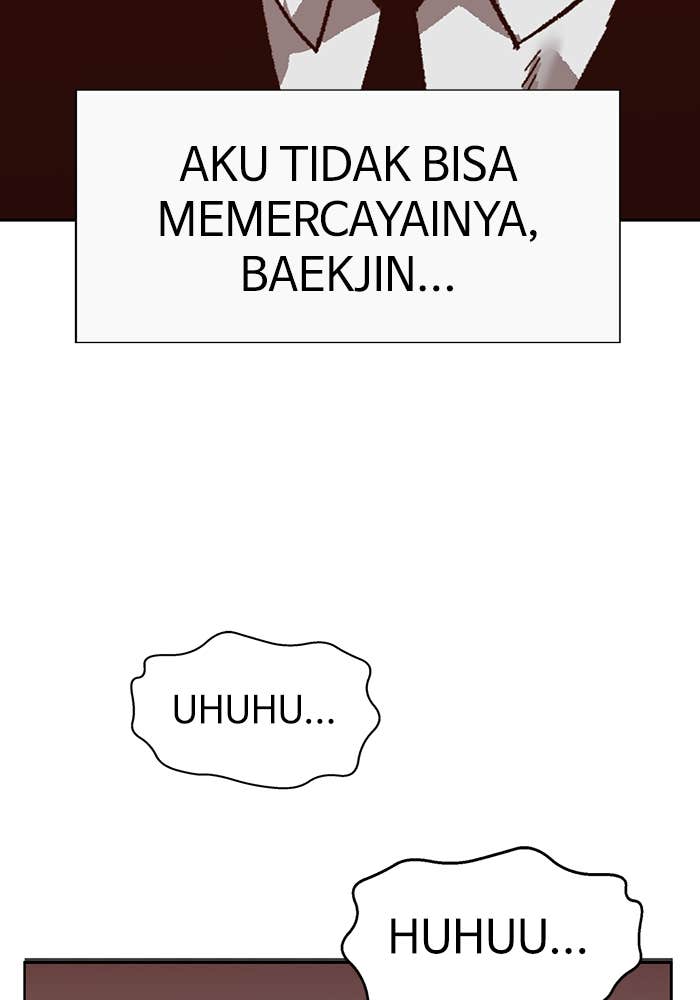 AKU TIDAK BISA
MEMERCAYAINYA,
BAEKJIN...
UHUHU...
HUHUU...